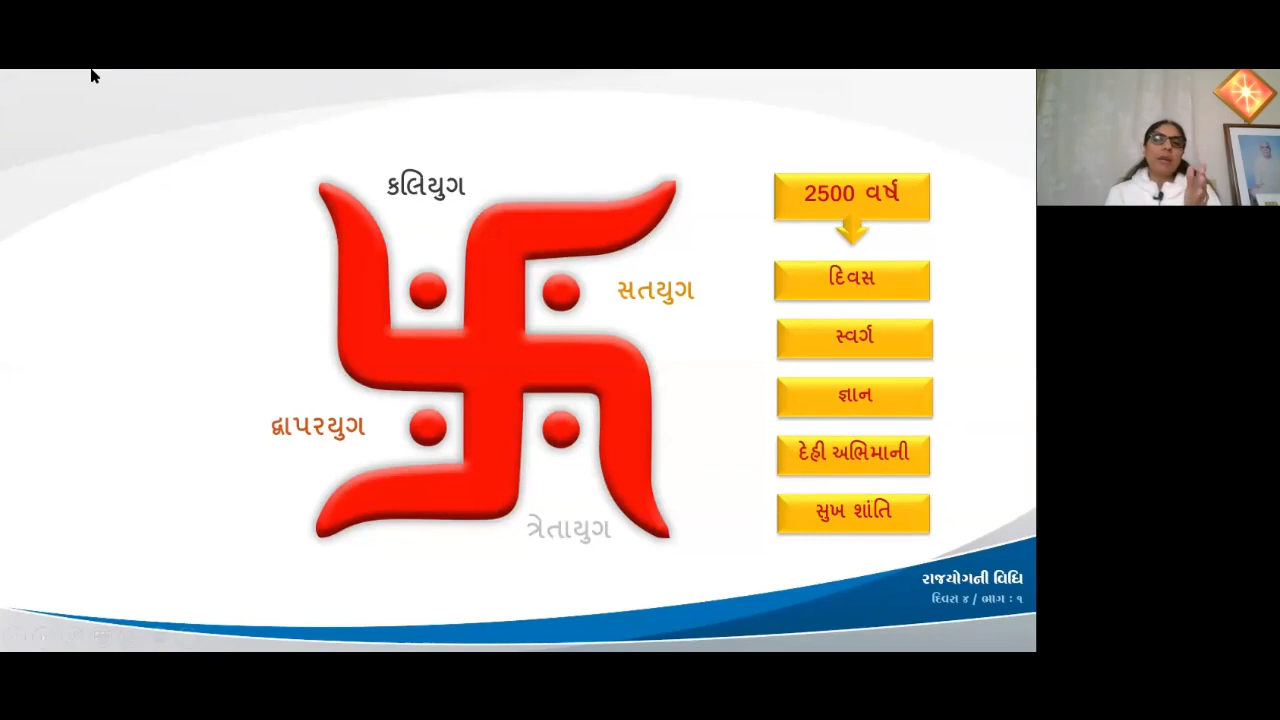 કલિયુગ
સતયુગ
દ્વાપરયુગ
ત્રેતાયુગ
2500 વર્ષ
દિવસ
સ્વર્ગ
જ્ઞાન
દેહી અભિમાની
સુખ શાંતિ
રાજયોગની વિધિ
દિવસ ૪ / ભાગ : ૧